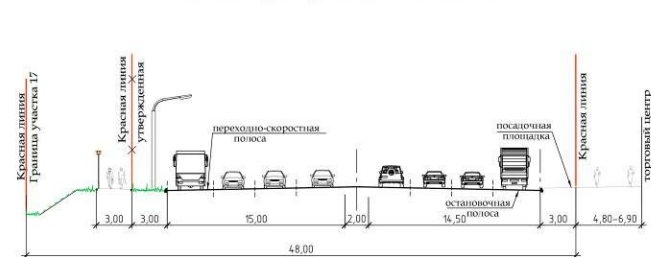 Красная линия
Граница участка 17
Красная линия
утвержденная
переходно-скоростная
полоса
посадочная
площадка
Красная линия
торговый центр
остановочная
полоса
3,00
3,00
15,00
2,00
14,50
3,00
4,80-6,90
48,00